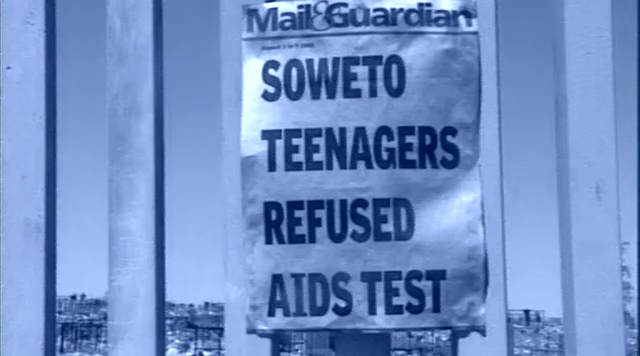 Mail&Guardian
SOWETO
TEENAGERS
REFUSED
AIDS TEST